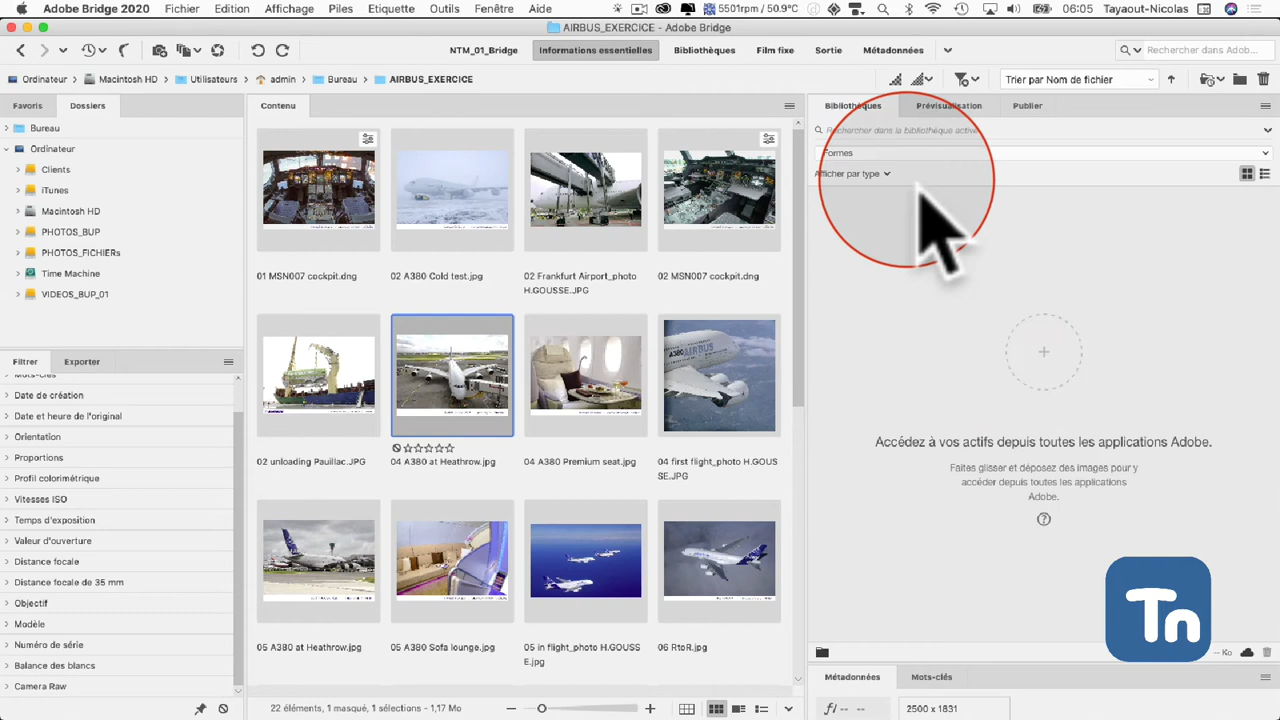 Adobe Bridge 2020 Fichier Edition Affichage Piles Etiquette Outils Fenêtre Aide 5501rpm / 50.9°C 06:05 Tayaout-Nicolas
AIRBUS_EXERCICE - Adobe Bridge
NTM_01_Bridge Informations essentielles Bibliothèques Film fixe Sortie Métadonnées Rechercher dans Adob...
Ordinateur Macintosh HD Utilisateurs admin Bureau AIRBUS_EXERCICE Trier par Nom de fichier
Favoris Dossiers
Bureau
Ordinateur
Clients
iTunes
Macintosh HD
PHOTOS_BUP
PHOTOS_FICHIERs
Time Machine
VIDEOS_BUP_01
Filtrer Exporter
Mots-clés
Date de création
Date et heure de l'original
Orientation
Proportions
Profil colorimétrique
Vitesses ISO
Temps d'exposition
Valeur d'ouverture
Distance focale
Distance focale de 35 mm
Objectif
Modèle
Numéro de série
Balance des blancs
Camera Raw
Contenu
01 MSN007 cockpit.dng
02 A380 Cold test.jpg
02 Frankfurt Airport_photo
H.GOUSSE.JPG
02 MSN007 cockpit.dng
02 unloading Pauillac.JPG
04 A380 at Heathrow.jpg
04 A380 Premium seat.jpg
04 first flight_photo H.GOUS
SE.JPG
05 A380 at Heathrow.jpg
05 A380 Sofa lounge.jpg
05 in flight_photo H.GOUSS
E.jpg
06 RtoR.jpg
22 éléments, 1 masqué, 1 sélections - 1,17 Mo
Bibliothèques Prévisualisation Publier
Rechercher dans la bibliothèque active
Formes
Afficher par type
Accédez à vos actifs depuis toutes les applications Adobe.
Faites glisser et déposez des images pour y
accéder depuis toutes les applications
Adobe.
Tn
-- Ko
Métadonnées Mots-clés
f/ -- --
2500 x 1831